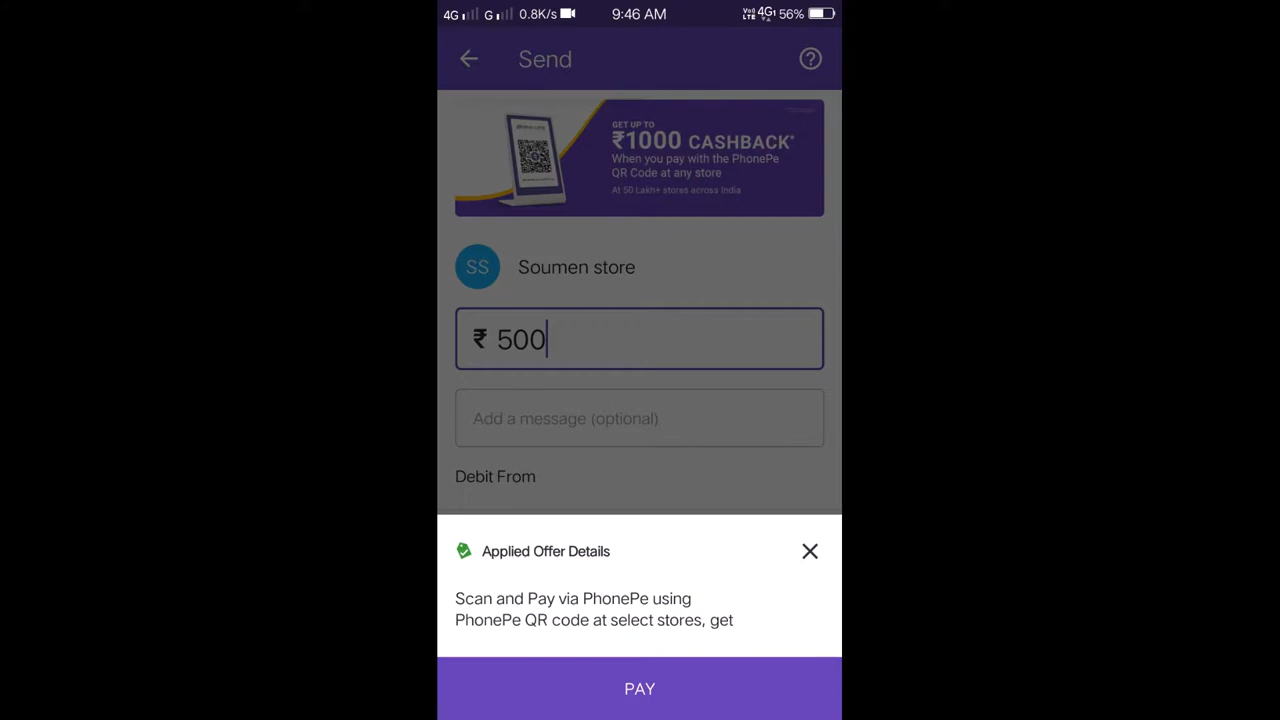 4G G 0.8K/s 9:46 AM VoLTE 4G1 56%
Send
GET UP TO
₹1000 CASHBACK*
When you pay with the PhonePe
QR Code at any store
At 50 Lakh+ stores across India
SS Soumen store
₹ 500
Add a message (optional)
Debit From
Applied Offer Details
Scan and Pay via PhonePe using
PhonePe QR code at select stores, get
PAY